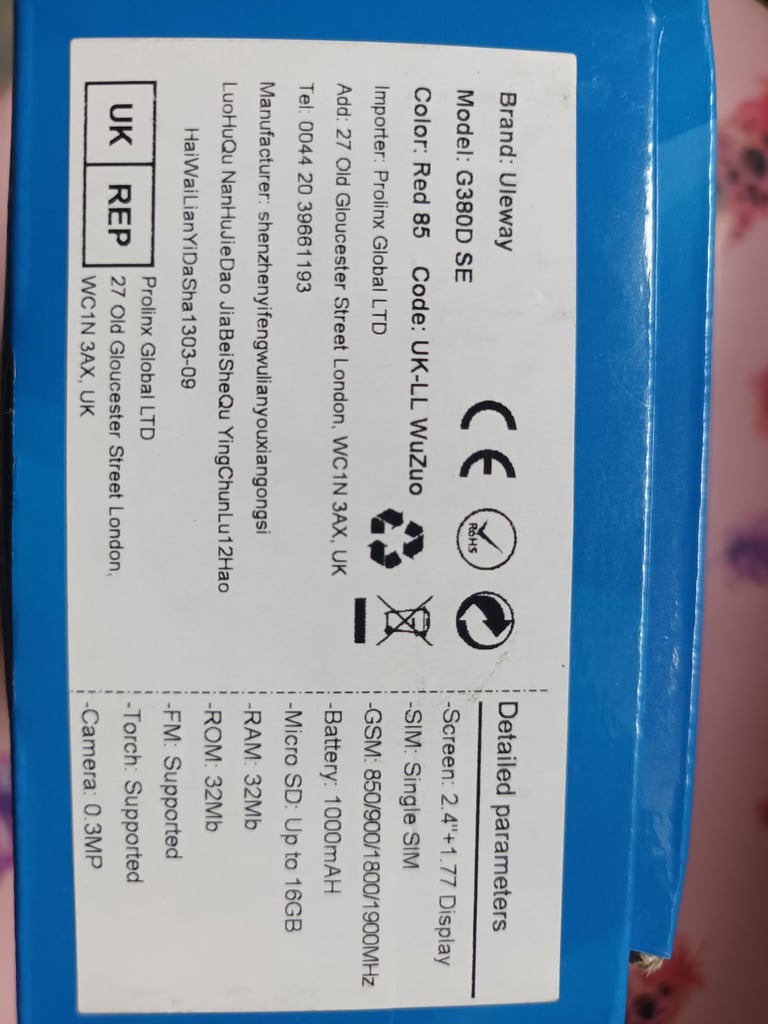 Brand: Uleway
Model: G380D SE
Color: Red 85 Code: UK-LL WuZuo
Importer: Prolinx Global LTD
Add: 27 Old Gloucester Street London, WC1N 3AX, UK
Tel: 0044 20 39661193
Manufacturer: shenzhenyifengwulianyouxiangongsi
LuoHuQu NanHuJieDao JiaBeiSheQu YingChunLu12Hao
HaiWaiLianYiDaSha1303-09
UK REP
Prolinx Global LTD
27 Old Gloucester Street London,
WC1N 3AX, UK
CE
RoHS
Detailed parameters
-Screen: 2.4"+1.77 Display
-SIM: Single SIM
-GSM: 850/900/1800/1900MHz
-Battery: 1000mAH
-Micro SD: Up to 16GB
-RAM: 32Mb
-ROM: 32Mb
-FM: Supported
-Torch: Supported
-Camera: 0.3MP